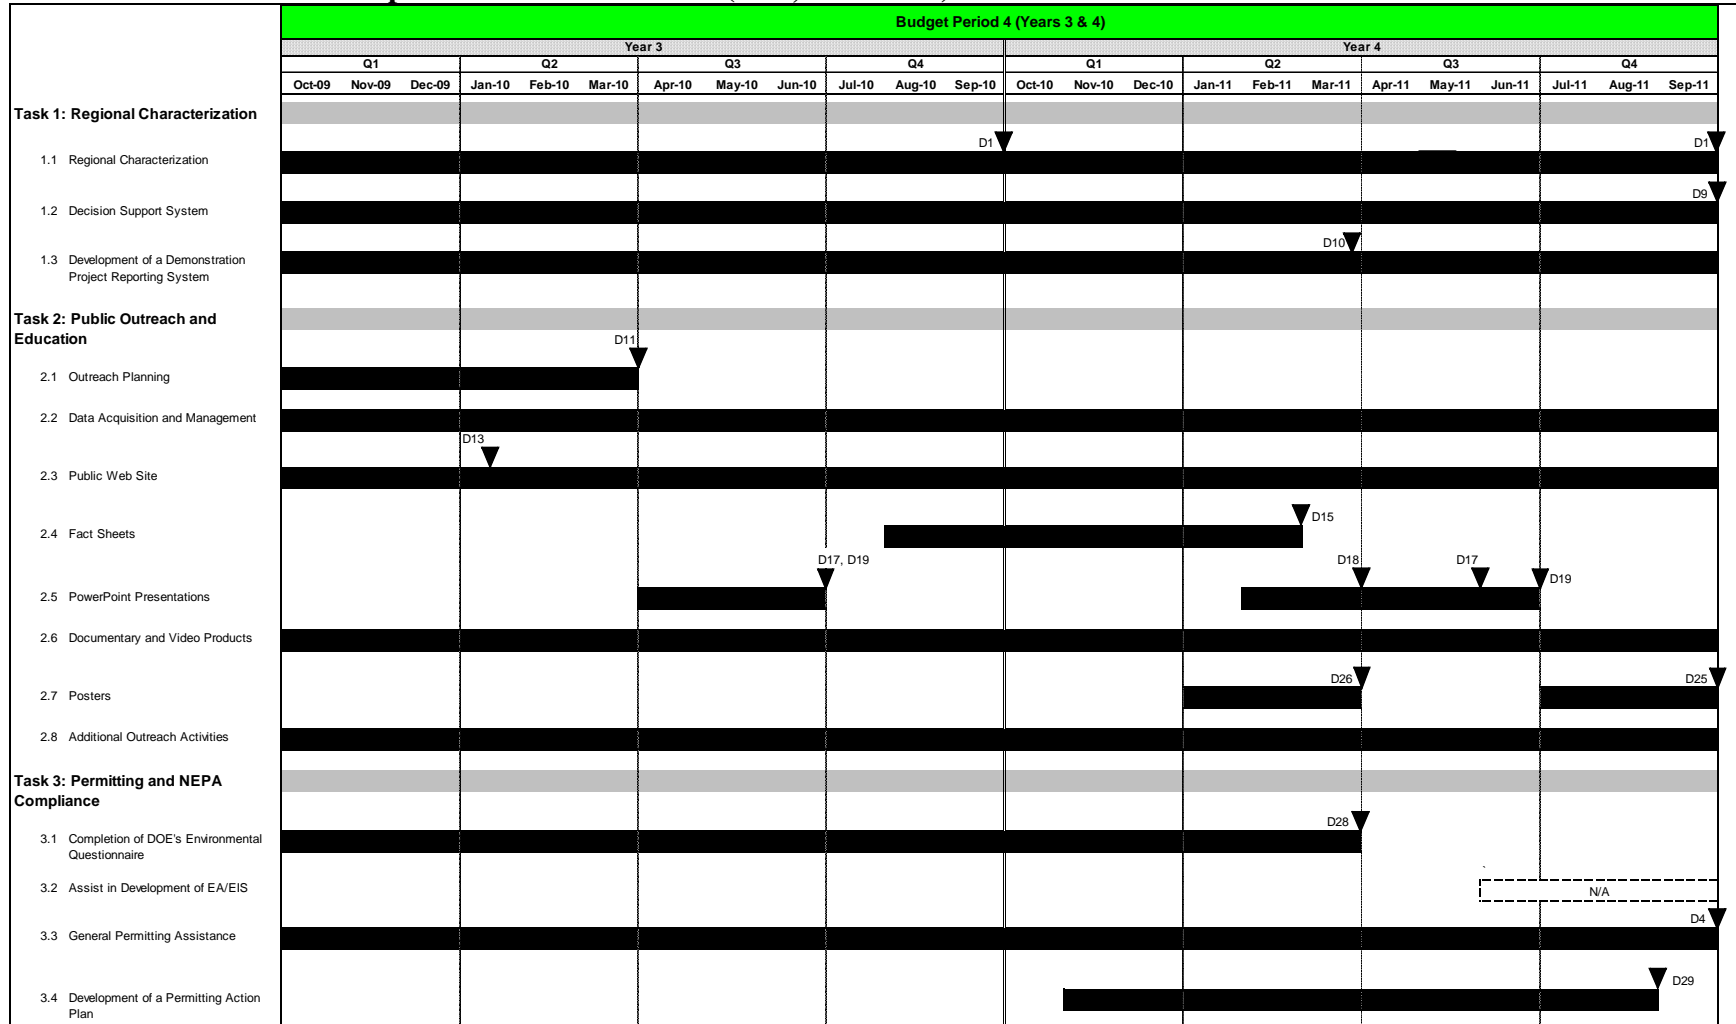 Budget Period 4 (Years 3 & 4)
Year 3 Year 4
Q1 Q2 Q3 Q4 Q1 Q2 Q3 Q4
Oct-09 Nov-09 Dec-09 Jan-10 Feb-10 Mar-10 Apr-10 May-10 Jun-10 Jul-10 Aug-10 Sep-10 Oct-10 Nov-10 Dec-10 Jan-11 Feb-11 Mar-11 Apr-11 May-11 Jun-11 Jul-11 Aug-11 Sep-11
Task 1: Regional Characterization
D1 D1
1.1 Regional Characterization
D9
1.2 Decision Support System
D10
1.3 Development of a Demonstration
Project Reporting System
Task 2: Public Outreach and
Education
D11
2.1 Outreach Planning
2.2 Data Acquisition and Management
D13
2.3 Public Web Site
D15
2.4 Fact Sheets
D17, D19 D18 D17
D19
2.5 PowerPoint Presentations
2.6 Documentary and Video Products
D26 D25
2.7 Posters
2.8 Additional Outreach Activities
Task 3: Permitting and NEPA
Compliance
D28
3.1 Completion of DOE's Environmental
Questionnaire
3.2 Assist in Development of EA/EIS
N/A
D4
3.3 General Permitting Assistance
D29
3.4 Development of a Permitting Action
Plan